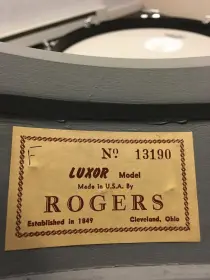 F
Nº 13190
LUXOR Model
Made in U.S.A. By
ROGERS
Established in 1849 Cleveland, Ohio